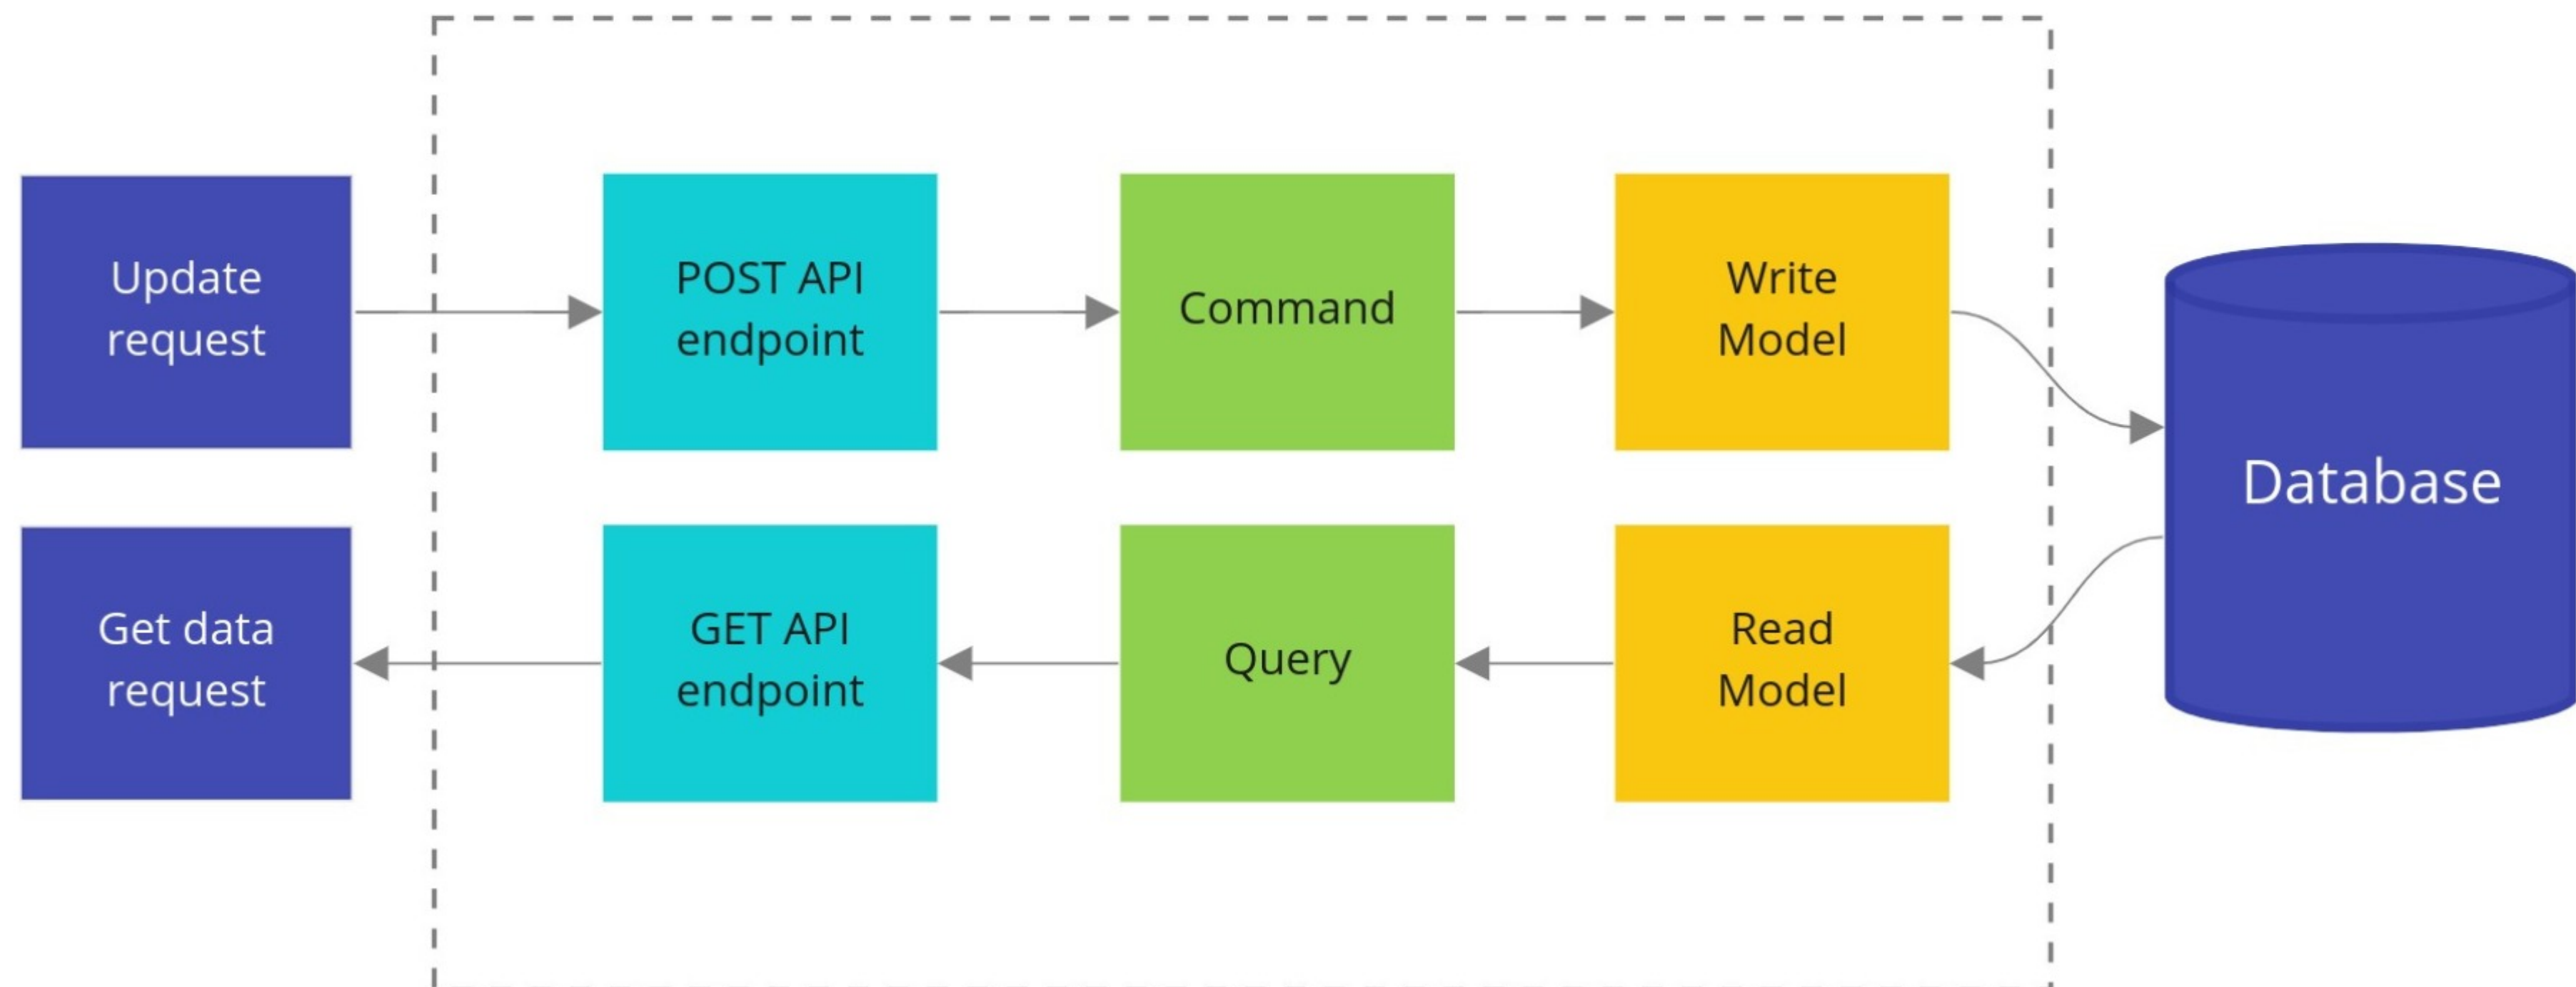 Update
request
POST API
endpoint
Command
Write
Model
Database
Get data
request
GET API
endpoint
Query
Read
Model